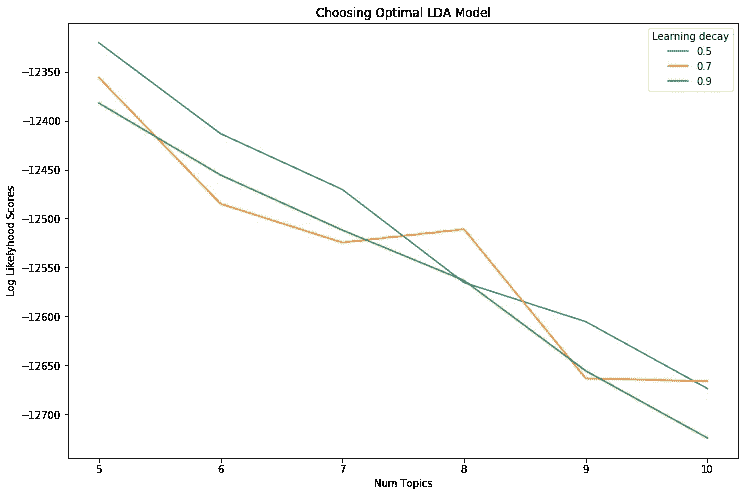 Choosing Optimal LDA Model
Learning decay
0.5
0.7
0.9
−12350
−12400
−12450
−12500
−12550
−12600
−12650
−12700
Log Likelyhood Scores
5 6 7 8 9 10
Num Topics